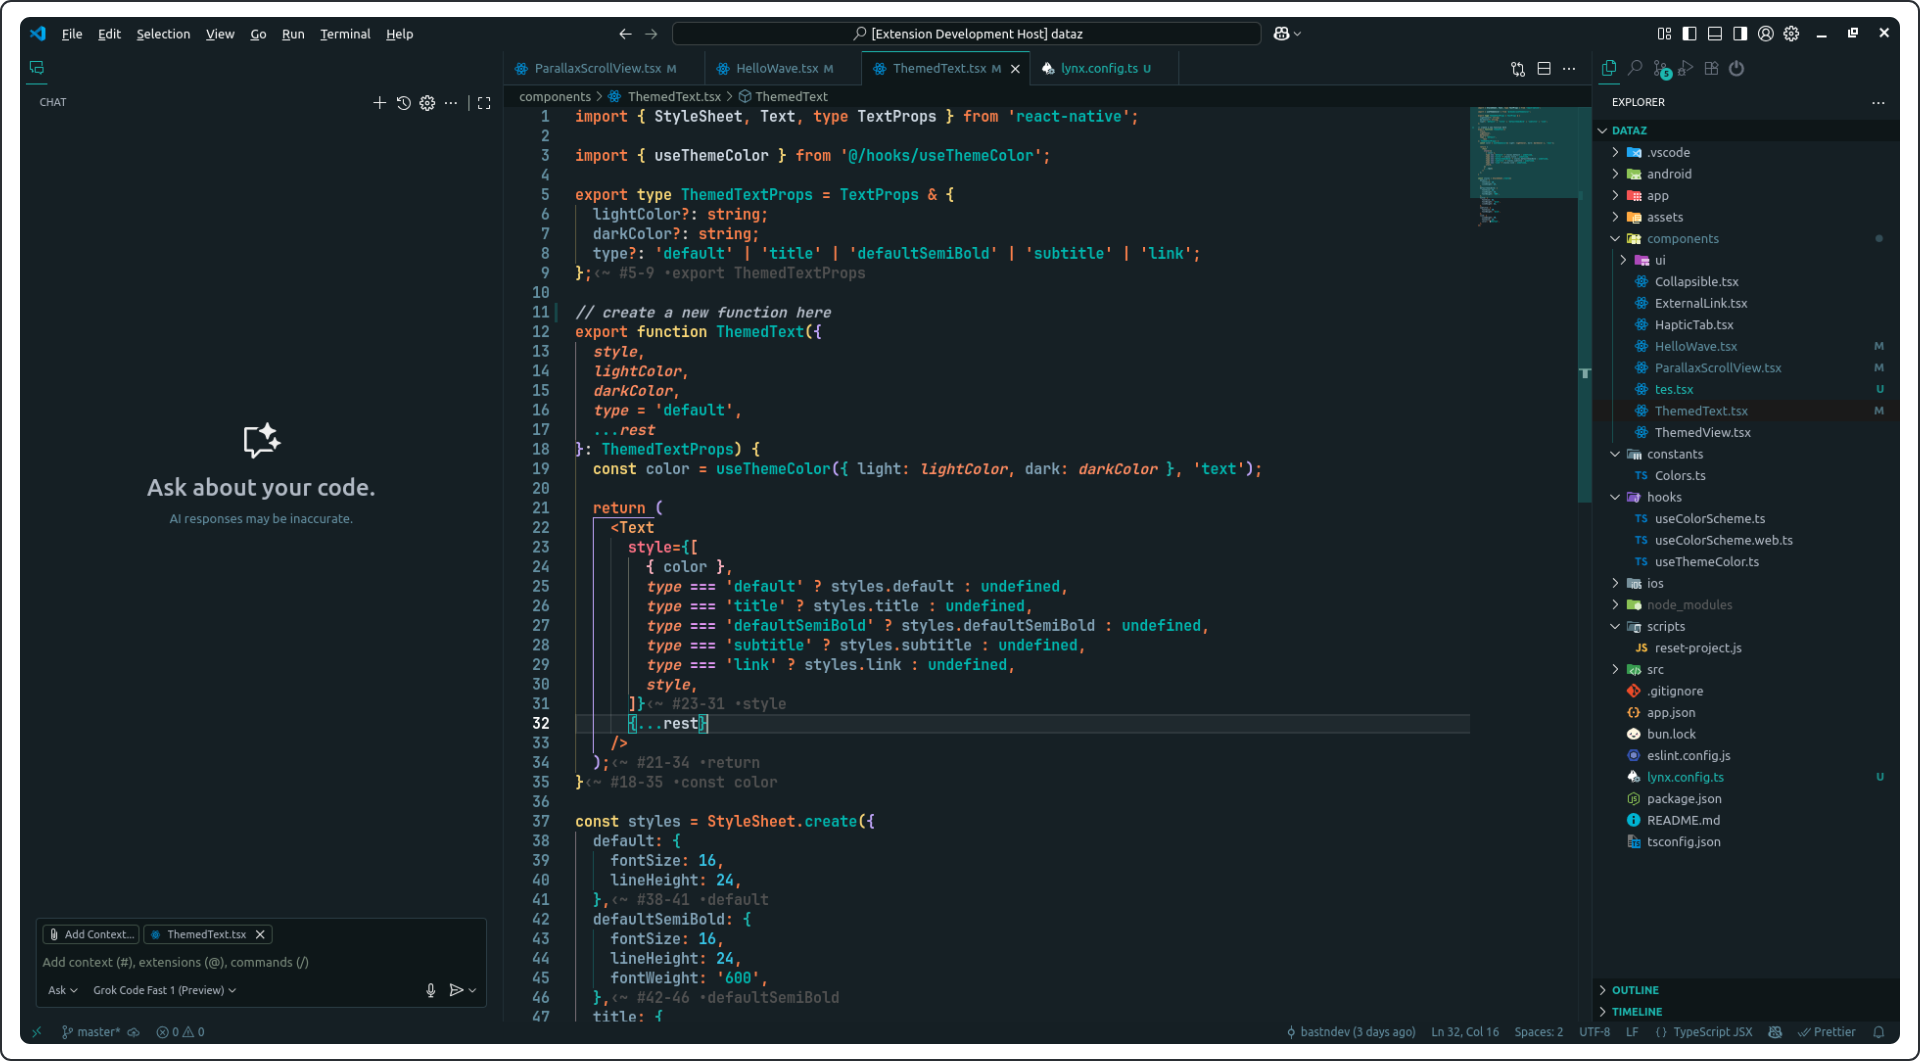 File Edit Selection View Go Run Terminal Help
[Extension Development Host] dataz
CHAT
Ask about your code.
AI responses may be inaccurate.
Add Context...
ThemedText.tsx
Add context (#), extensions (@), commands (/)
Ask
Grok Code Fast 1 (Preview)
ParallaxScrollView.tsx M
HelloWave.tsx M
ThemedText.tsx M
lynx.config.ts U
components > ThemedText.tsx > ThemedText
1 import { StyleSheet, Text, type TextProps } from 'react-native';
2
3 import { useThemeColor } from '@/hooks/useThemeColor';
4
5 export type ThemedTextProps = TextProps & {
6 lightColor?: string;
7 darkColor?: string;
8 type?: 'default' | 'title' | 'defaultSemiBold' | 'subtitle' | 'link';
9 }; <~ #5-9 •export ThemedTextProps
10
11 // create a new function here
12 export function ThemedText({
13 style,
14 lightColor,
15 darkColor,
16 type = 'default',
17 ...rest
18 }: ThemedTextProps) {
19 const color = useThemeColor({ light: lightColor, dark: darkColor }, 'text');
20
21 return (
22 <Text
23 style={[
24 { color },
25 type === 'default' ? styles.default : undefined,
26 type === 'title' ? styles.title : undefined,
27 type === 'defaultSemiBold' ? styles.defaultSemiBold : undefined,
28 type === 'subtitle' ? styles.subtitle : undefined,
29 type === 'link' ? styles.link : undefined,
30 style,
31 ]} <~ #23-31 •style
32 {...rest}
33 />
34 ); <~ #21-34 •return
35 } <~ #18-35 •const color
36
37 const styles = StyleSheet.create({
38 default: {
39 fontSize: 16,
40 lineHeight: 24,
41 }, <~ #38-41 •default
42 defaultSemiBold: {
43 fontSize: 16,
44 lineHeight: 24,
45 fontWeight: '600',
46 }, <~ #42-46 •defaultSemiBold
47 title: {
5
EXPLORER
DATAZ
.vscode
android
app
assets
components
ui
Collapsible.tsx
ExternalLink.tsx
HapticTab.tsx
HelloWave.tsx M
ParallaxScrollView.tsx M
tes.tsx U
ThemedText.tsx M
ThemedView.tsx
constants
TS Colors.ts
hooks
TS useColorScheme.ts
TS useColorScheme.web.ts
TS useThemeColor.ts
ios
node_modules
scripts
JS reset-project.js
src
.gitignore
app.json
bun.lock
eslint.config.js
lynx.config.ts U
package.json
README.md
tsconfig.json
OUTLINE
TIMELINE
master* 0 0
bastndev (3 days ago) Ln 32, Col 16 Spaces: 2 UTF-8 LF {} TypeScript JSX Prettier